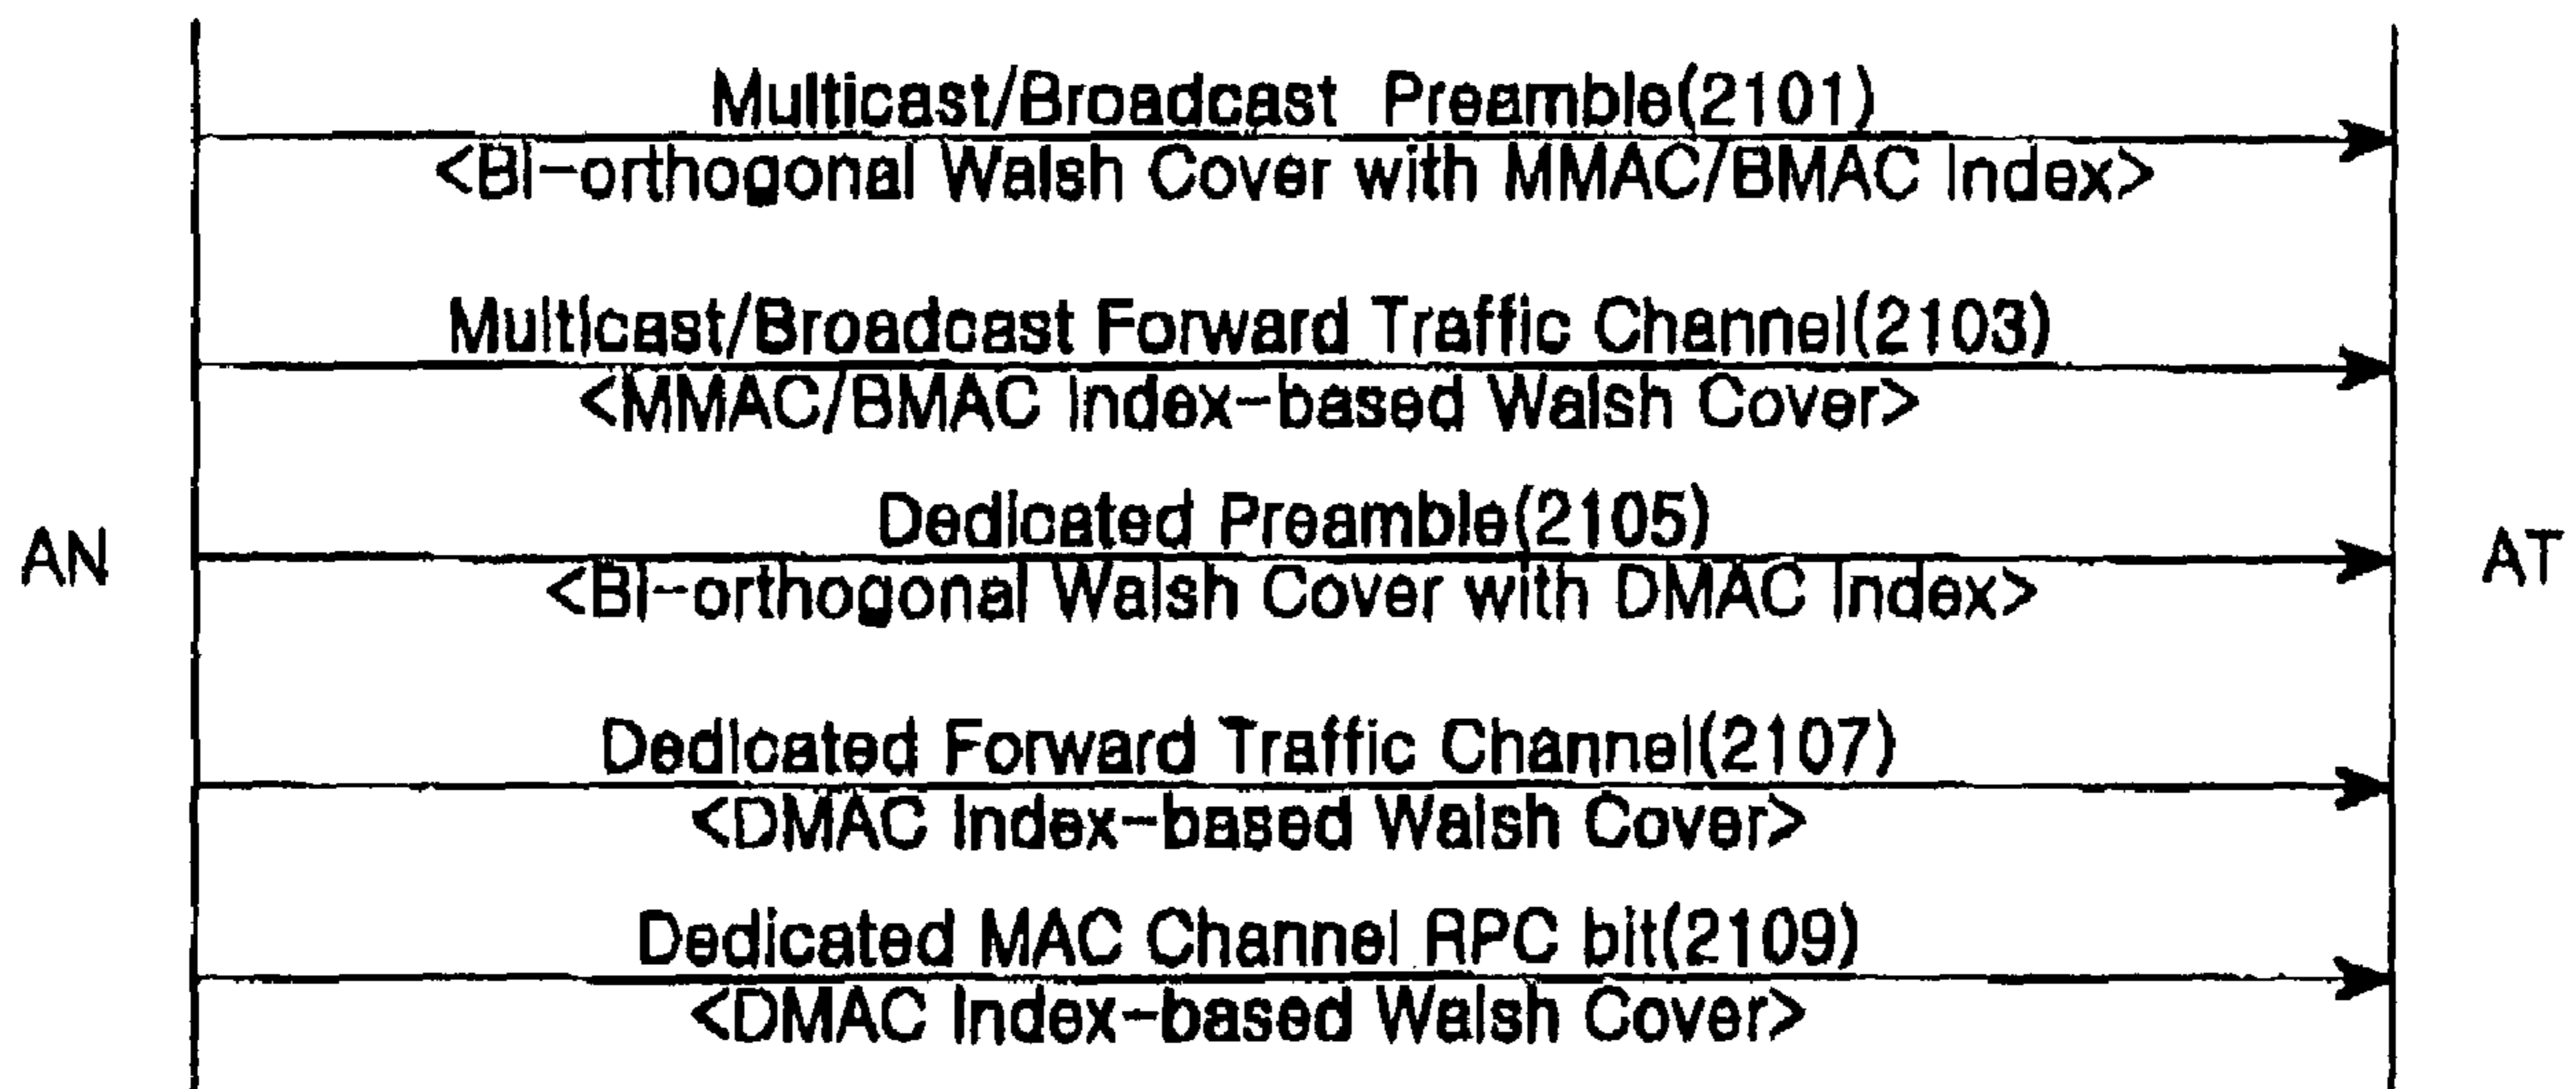 Multicast/Broadcast Preamble(2101)
<Bi-orthogonal Walsh Cover with MMAC/BMAC Index>
Multicast/Broadcast Forward Traffic Channel(2103)
<MMAC/BMAC Index-based Walsh Cover>
Dedicated Preamble(2105)
AN
AT
<Bi-orthogonal Walsh Cover with DMAC Index>
Dedicated Forward Traffic Channel(2107)
<DMAC Index-based Walsh Cover>
Dedicated MAC Channel RPC bit(2109)
<DMAC Index-based Walsh Cover>